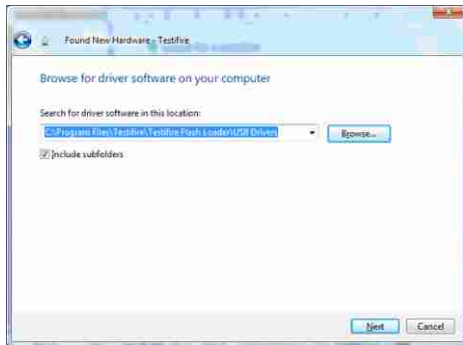 Found New Hardware - Testifire
Browse for driver software on your computer
Search for driver software in this location:
C:\Program Files\Testifire\Testifire Flash Loader\USB Drivers
Browse...
Include subfolders
Next
Cancel